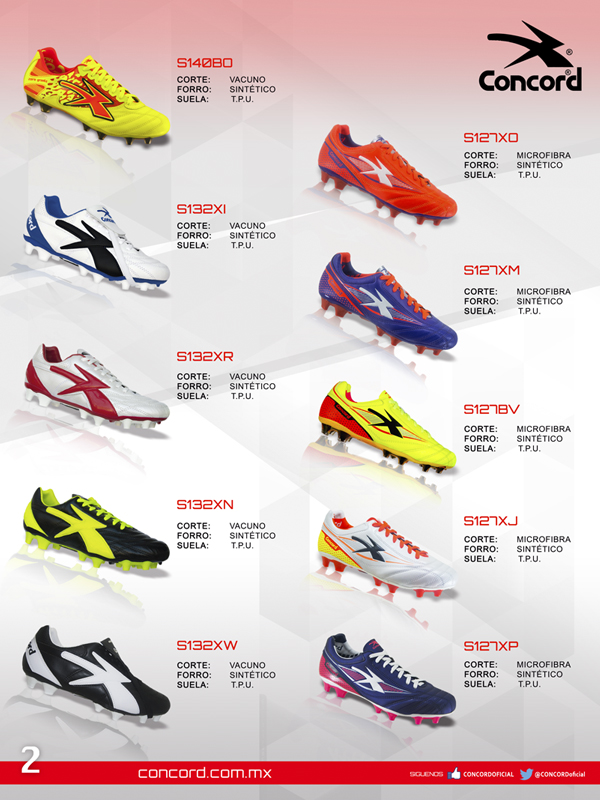 Concord®
S140BO
CORTE: VACUNO
FORRO: SINTÉTICO
SUELA: T.P.U.
S127XO
CORTE: MICROFIBRA
FORRO: SINTÉTICO
SUELA: T.P.U.
S132XI
CORTE: VACUNO
FORRO: SINTÉTICO
SUELA: T.P.U.
S127XM
CORTE: MICROFIBRA
FORRO: SINTÉTICO
SUELA: T.P.U.
S132XR
CORTE: VACUNO
FORRO: SINTÉTICO
SUELA: T.P.U.
S127BV
CORTE: MICROFIBRA
FORRO: SINTÉTICO
SUELA: T.P.U.
S132XN
CORTE: VACUNO
FORRO: SINTÉTICO
SUELA: T.P.U.
S127XJ
CORTE: MICROFIBRA
FORRO: SINTÉTICO
SUELA: T.P.U.
S132XW
CORTE: VACUNO
FORRO: SINTÉTICO
SUELA: T.P.U.
S127XP
CORTE: MICROFIBRA
FORRO: SINTÉTICO
SUELA: T.P.U.
2
concord.com.mx
SIGUENOS CONCORDOFICIAL @CONCORDoficial